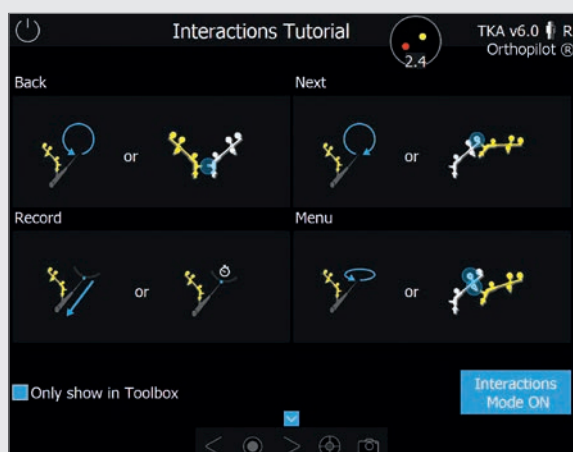 Interactions Tutorial
2.4
TKA v6.0 R
Orthopilot ®
Back
Next
or
or
Record
Menu
or
or
Only show in Toolbox
Interactions
Mode ON